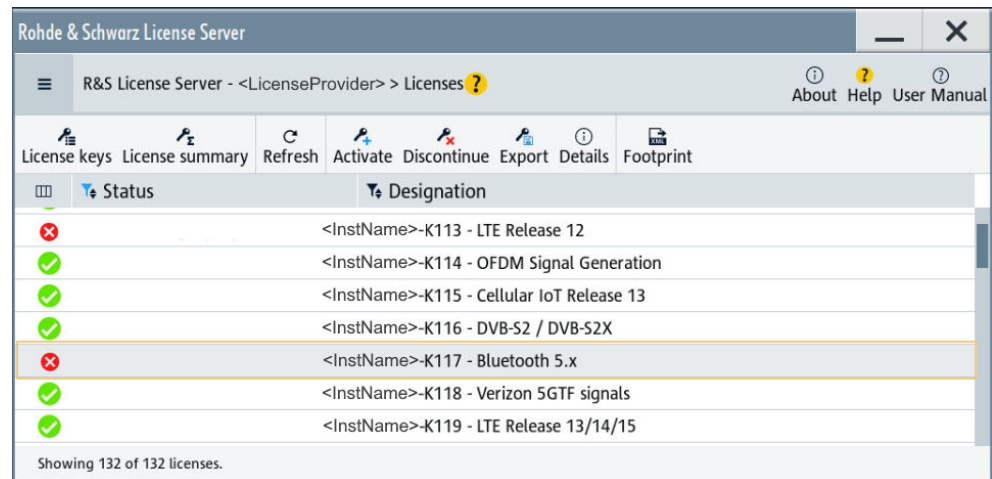 Rohde & Schwarz License Server
R&S License Server - <LicenseProvider> > Licenses ?
About Help User Manual
License keys License summary Refresh Activate Discontinue Export Details Footprint
Status Designation
<InstName>-K113 - LTE Release 12
<InstName>-K114 - OFDM Signal Generation
<InstName>-K115 - Cellular IoT Release 13
<InstName>-K116 - DVB-S2 / DVB-S2X
<InstName>-K117 - Bluetooth 5.x
<InstName>-K118 - Verizon 5GTF signals
<InstName>-K119 - LTE Release 13/14/15
Showing 132 of 132 licenses.